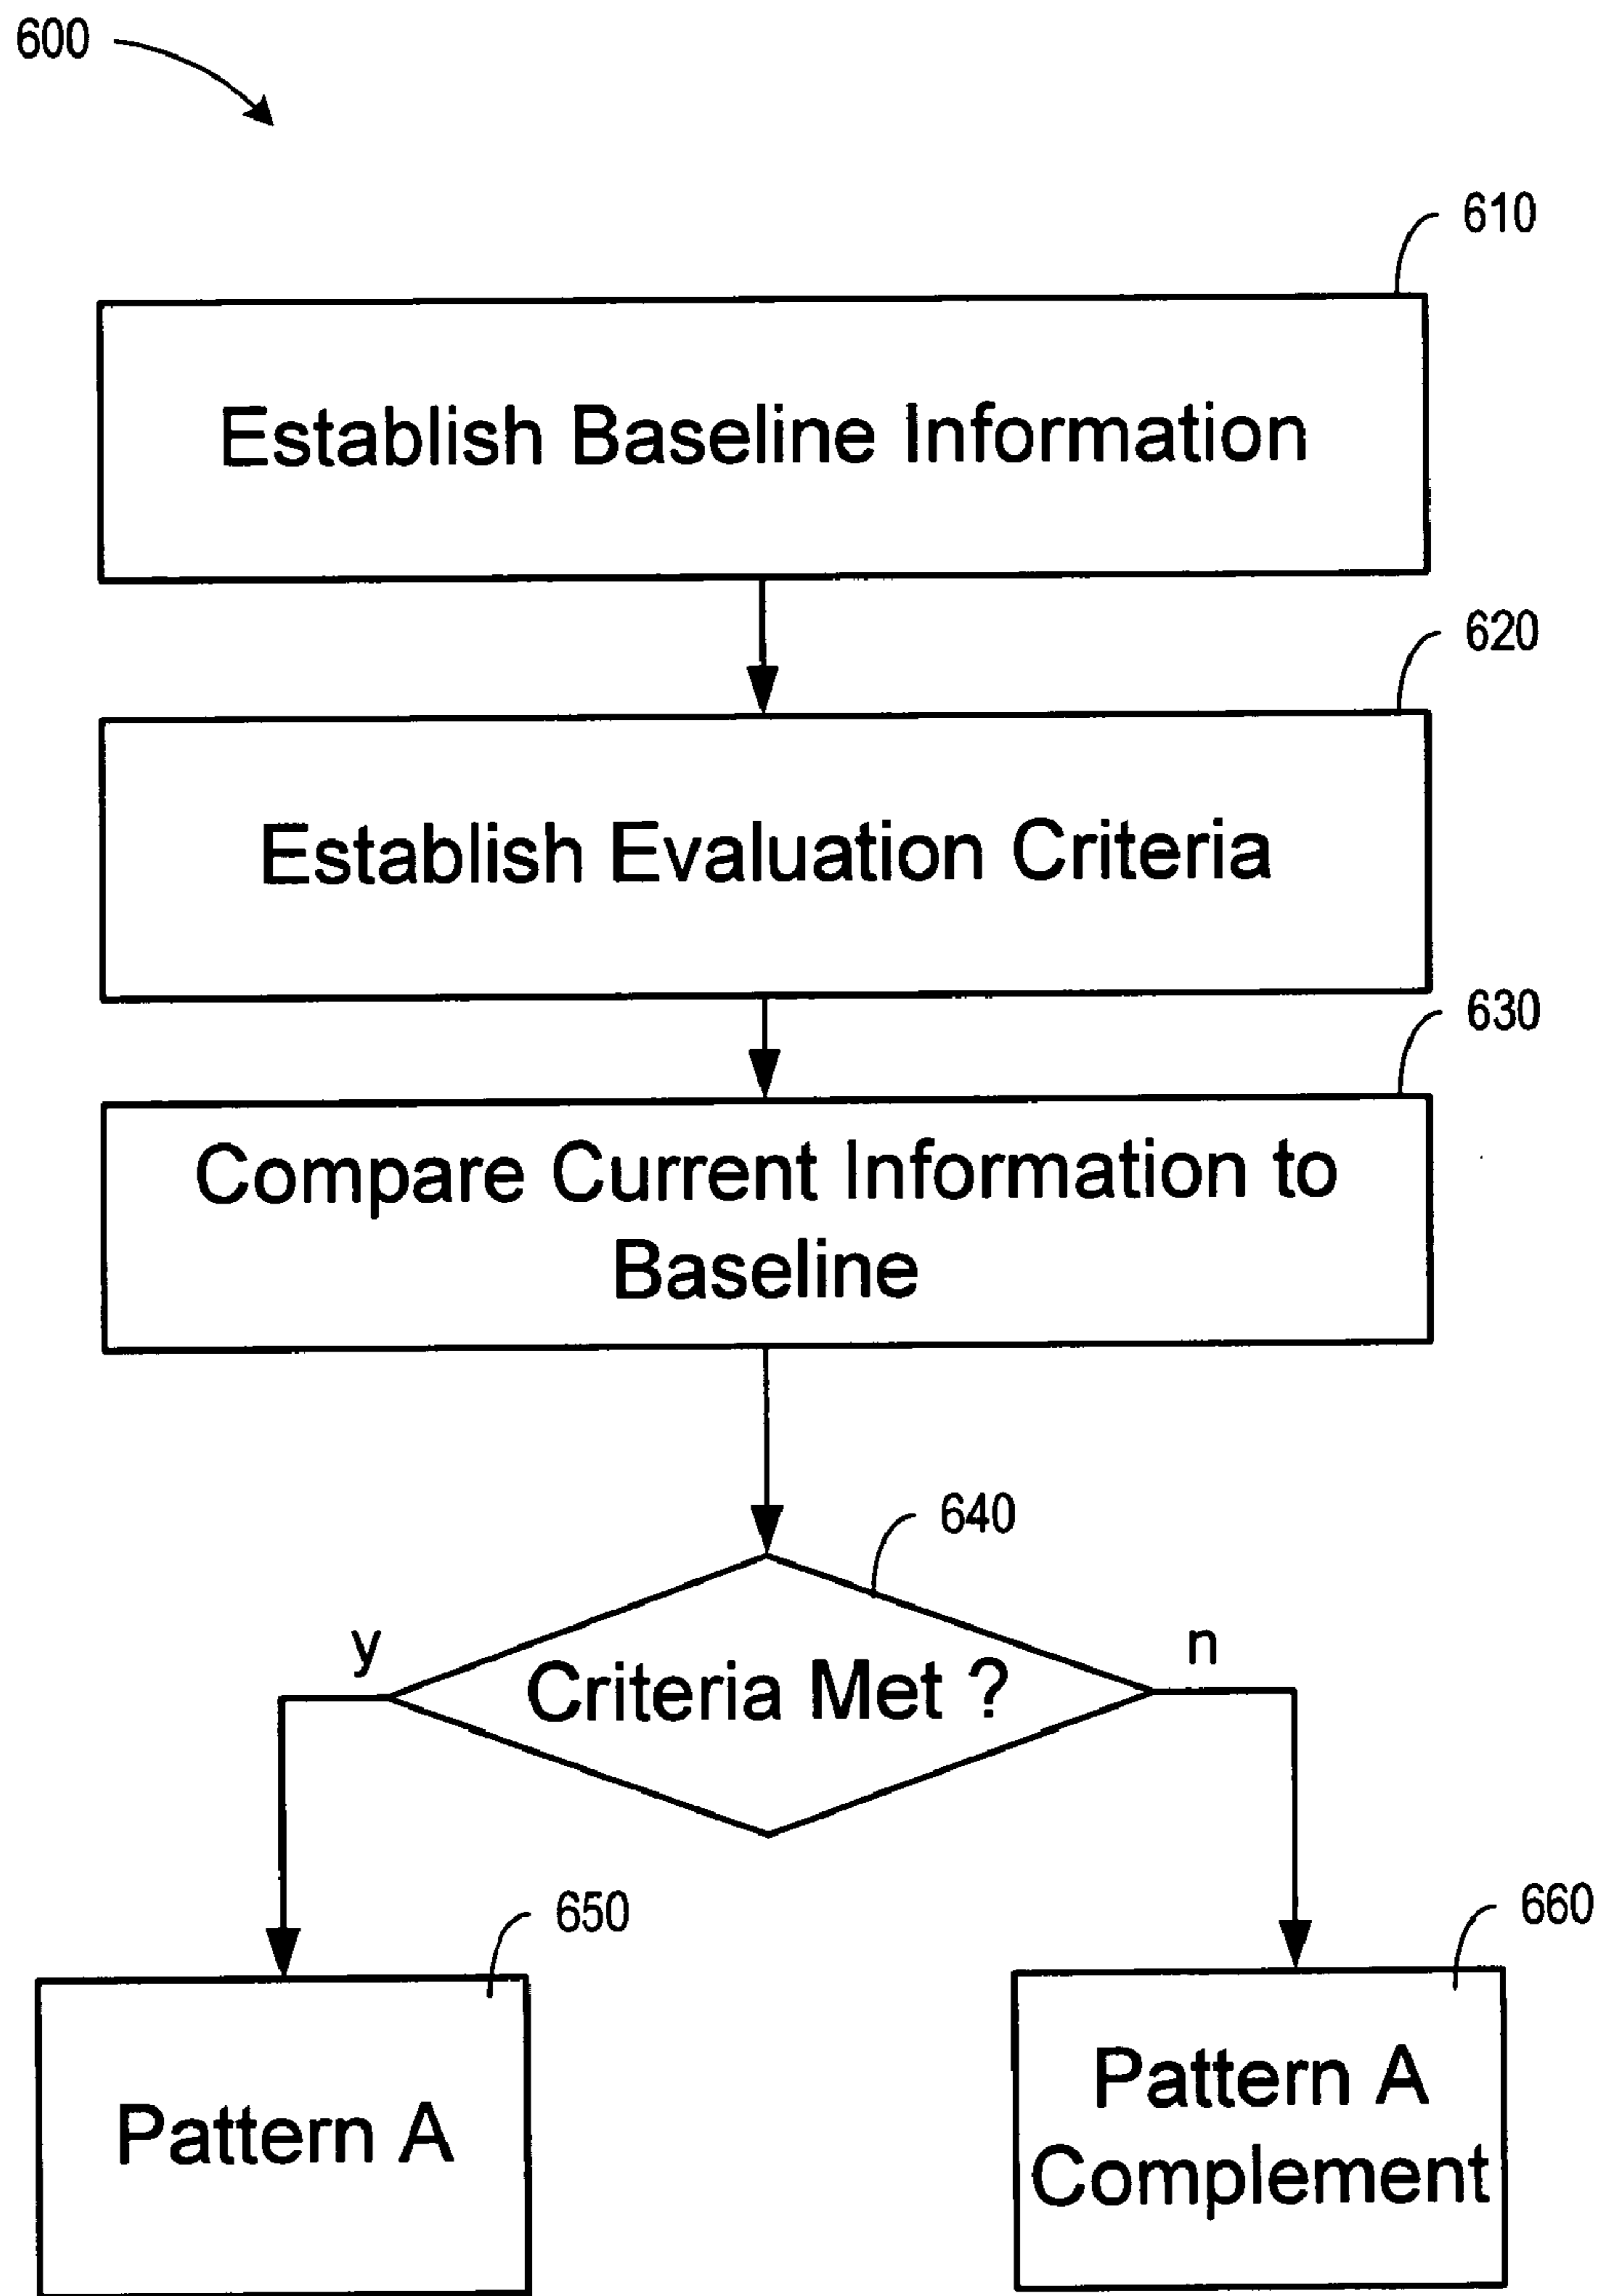 600
610
Establish Baseline Information
620
Establish Evaluation Criteria
630
Compare Current Information to
Baseline
640
y
n
Criteria Met ?
650
660
Pattern A
Pattern A
Complement